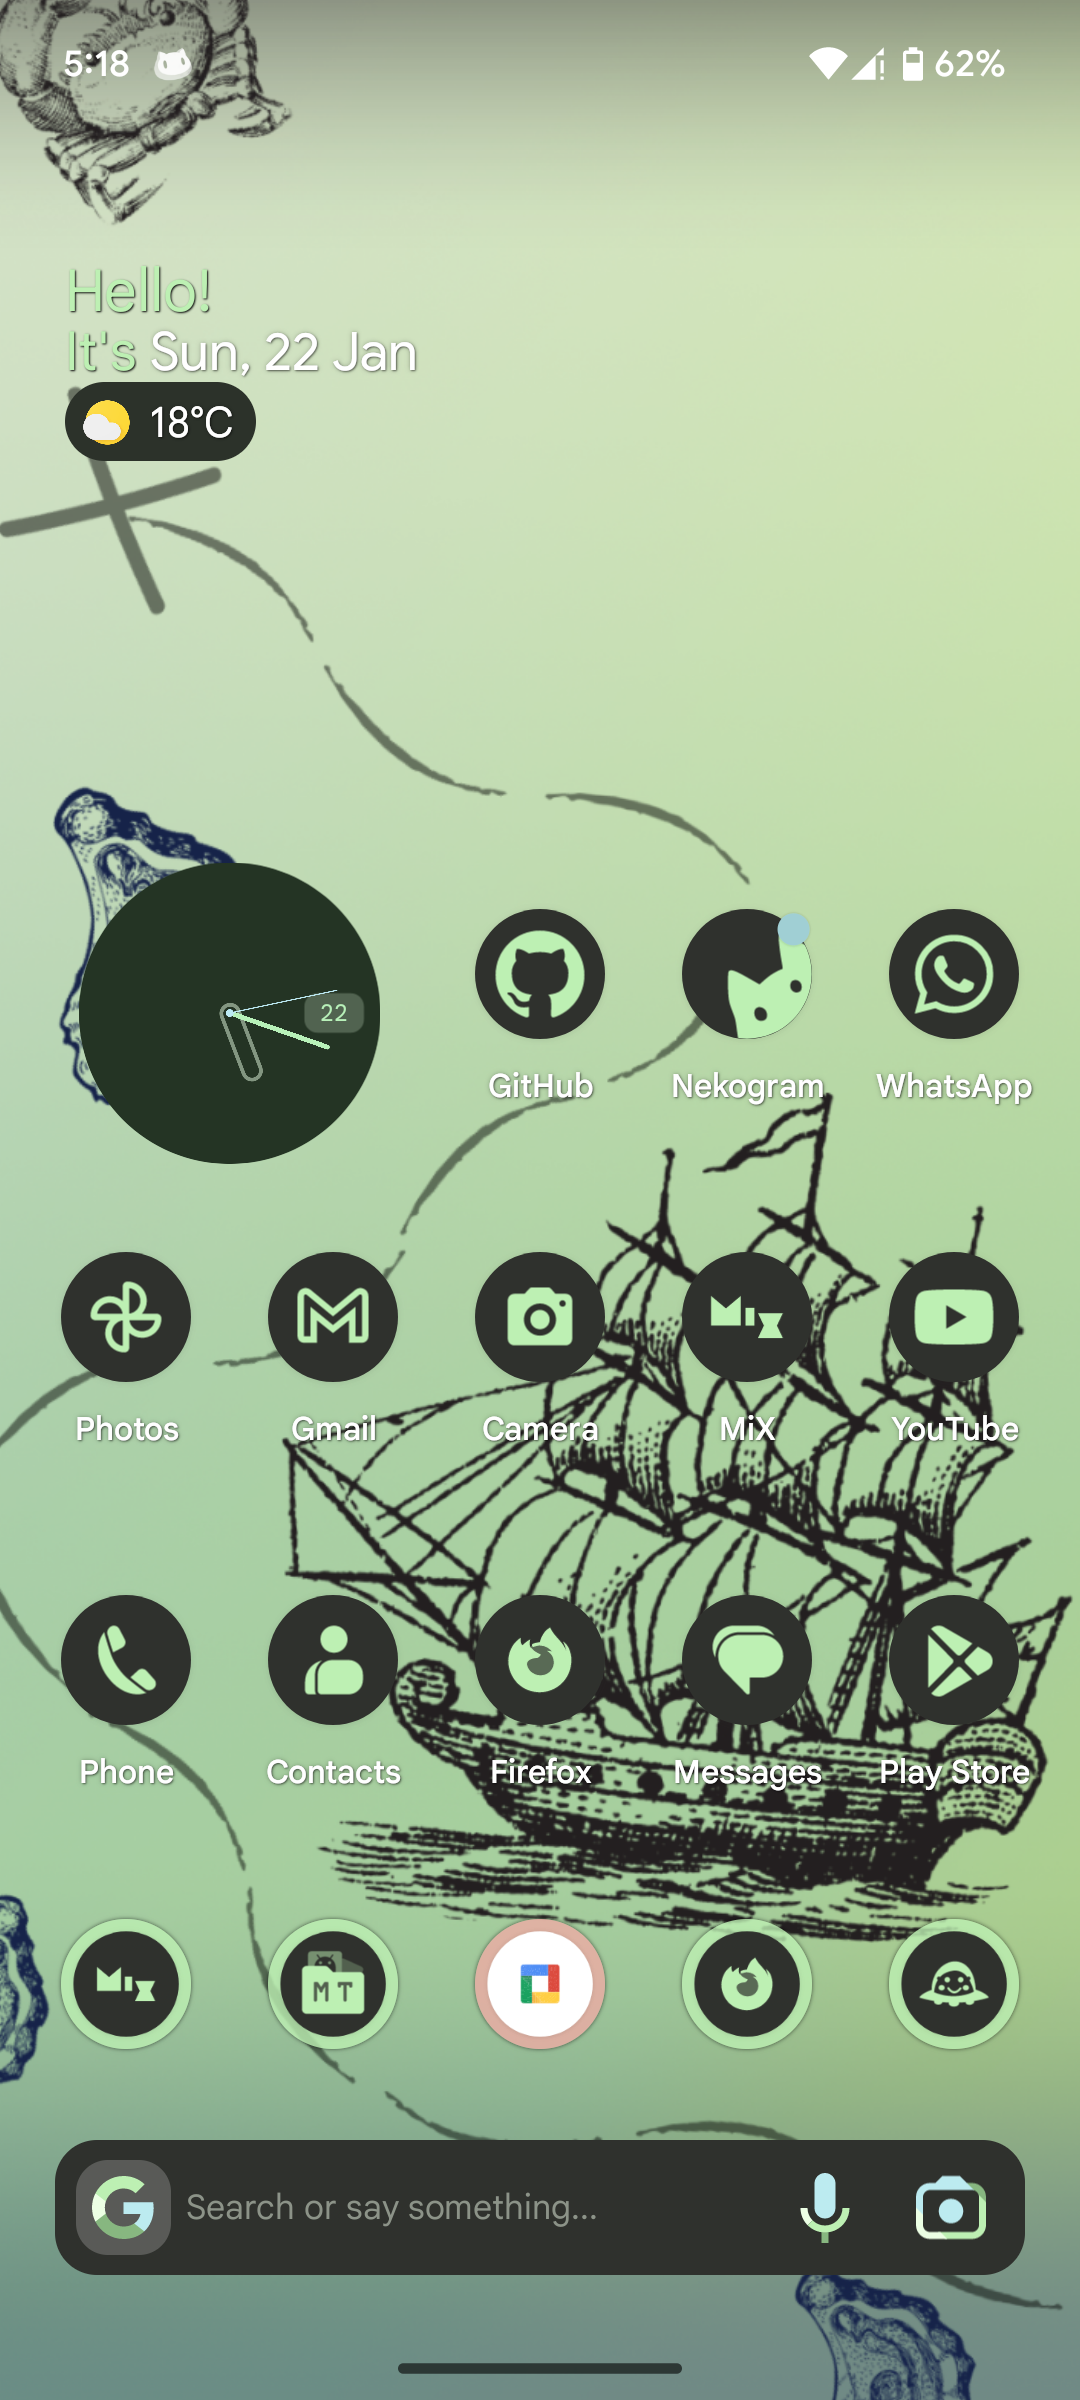 5:18
62%
Hello!
It's Sun, 22 Jan
18°C
22
GitHub
Nekogram
WhatsApp
Photos
Gmail
Camera
MiX
YouTube
Phone
Contacts
Firefox
Messages
Play Store
MT
Search or say something...